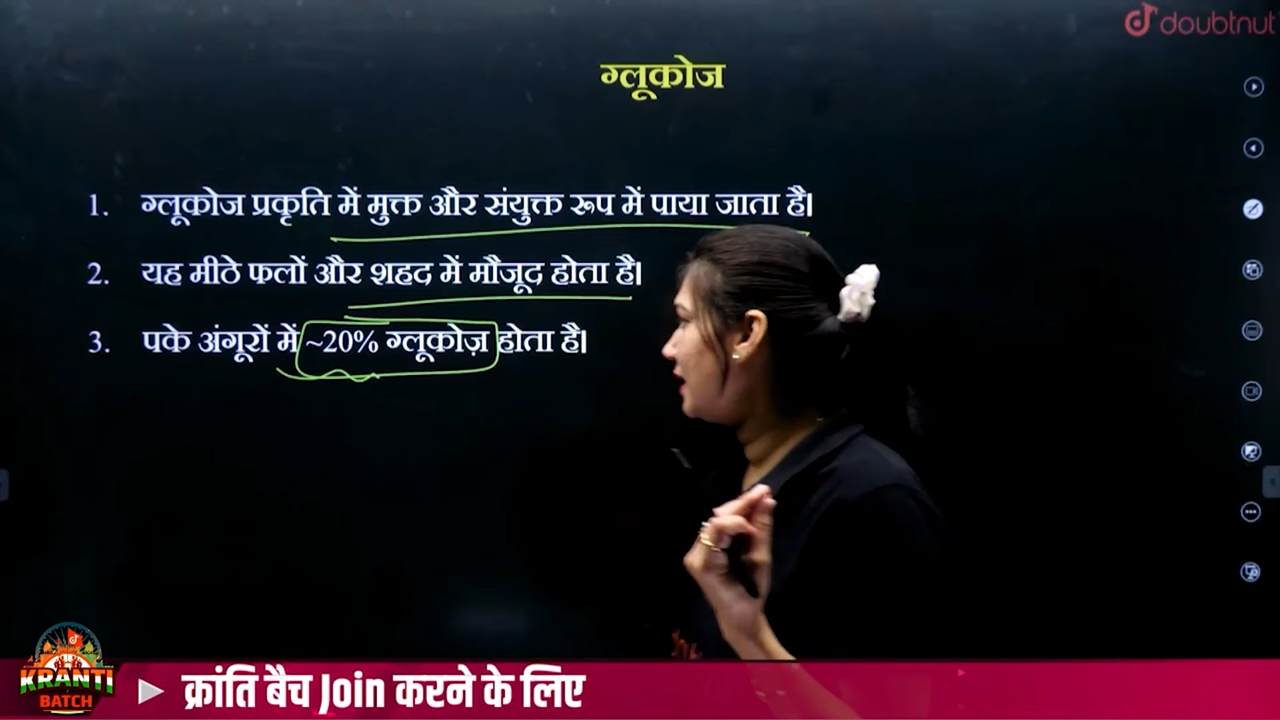 doubtnut
ग्लूकोज
1. ग्लूकोज प्रकृति में मुक्त और संयुक्त रूप में पाया जाता है।
2. यह मीठे फलों और शहद में मौजूद होता है।
3. पके अंगूरों में ~20% ग्लूकोज़ होता है।
KRANTI
BATCH
क्रांति बैच Join करने के लिए